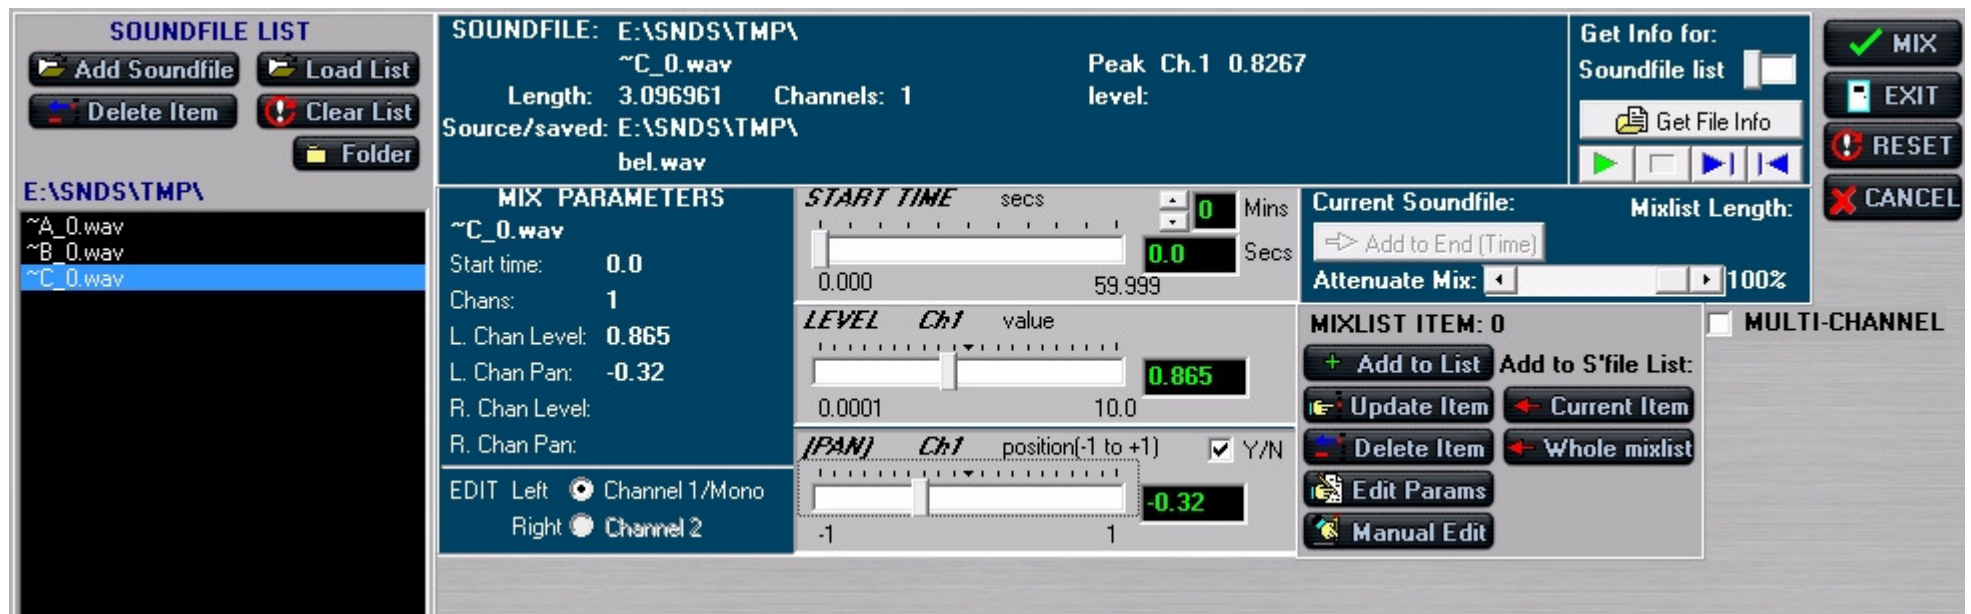 SOUNDFILE LIST
Add Soundfile Load List
Delete Item Clear List
Folder
E:\SNDS\TMP\
~A_0.wav
~B_0.wav
~C_0.wav
SOUNDFILE: E:\SNDS\TMP\
~C_0.wav Peak Ch.1 0.8267
Length: 3.096961 Channels: 1 level:
Source/saved: E:\SNDS\TMP\
bel.wav
Get Info for:
Soundfile list
Get File Info
MIX
EXIT
RESET
CANCEL
MIX PARAMETERS
~C_0.wav
Start time: 0.0
Chans: 1
L. Chan Level: 0.865
L. Chan Pan: -0.32
R. Chan Level:
R. Chan Pan:
EDIT Left Channel 1/Mono
Right Channel 2
START TIME secs 0 Mins
0.0 Secs
0.000 59.999
LEVEL Ch1 value
0.865
0.0001 10.0
[PAN] Ch1 position(-1 to +1) Y/N
-0.32
-1 1
Current Soundfile: Mixlist Length:
Add to End (Time)
Attenuate Mix: 100%
MIXLIST ITEM: 0
MULTI-CHANNEL
Add to List Add to S'file List:
Update Item Current Item
Delete Item Whole mixlist
Edit Params
Manual Edit